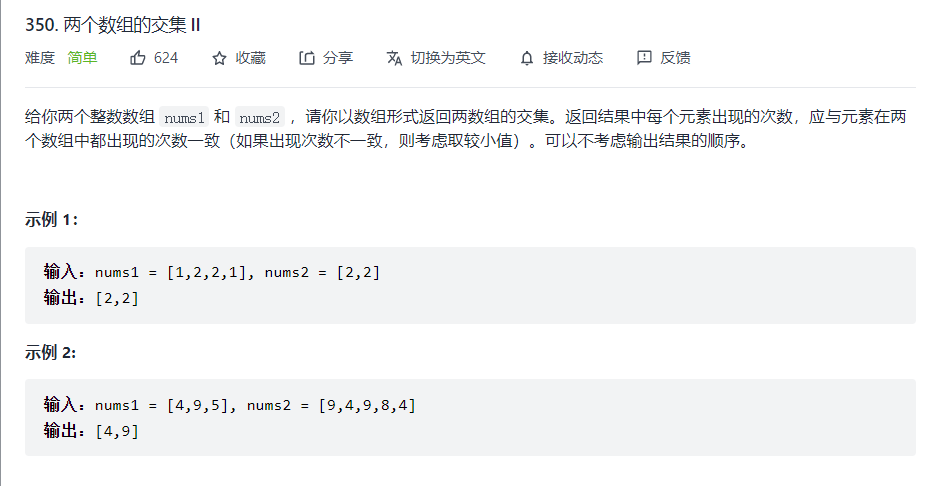 350. 两个数组的交集 II
难度 简单 624 收藏 分享 切换为英文 接收动态 反馈
给你两个整数数组 nums1 和 nums2 ，请你以数组形式返回两数组的交集。返回结果中每个元素出现的次数，应与元素在两
个数组中都出现的次数一致（如果出现次数不一致，则考虑取较小值）。可以不考虑输出结果的顺序。
示例 1：
输入：nums1 = [1,2,2,1], nums2 = [2,2]
输出：[2,2]
示例 2:
输入：nums1 = [4,9,5], nums2 = [9,4,9,8,4]
输出：[4,9]